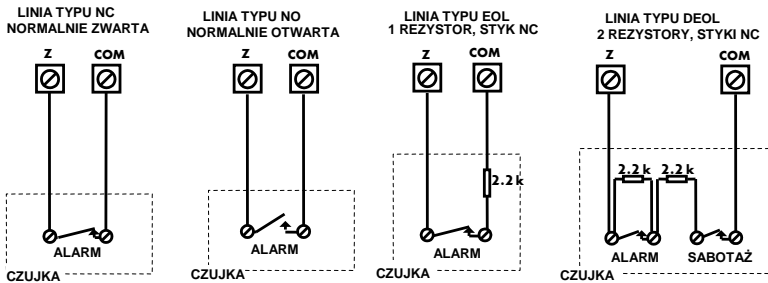 LINIA TYPU NC
NORMALNIE ZWARTA
Z COM
ALARM
CZUJKA
LINIA TYPU NO
NORMALNIE OTWARTA
Z COM
ALARM
CZUJKA
LINIA TYPU EOL
1 REZYSTOR, STYK NC
Z COM
2.2 k
ALARM
CZUJKA
LINIA TYPU DEOL
2 REZYSTORY, STYKI NC
Z COM
2.2 k 2.2 k
ALARM SABOTAŻ
CZUJKA